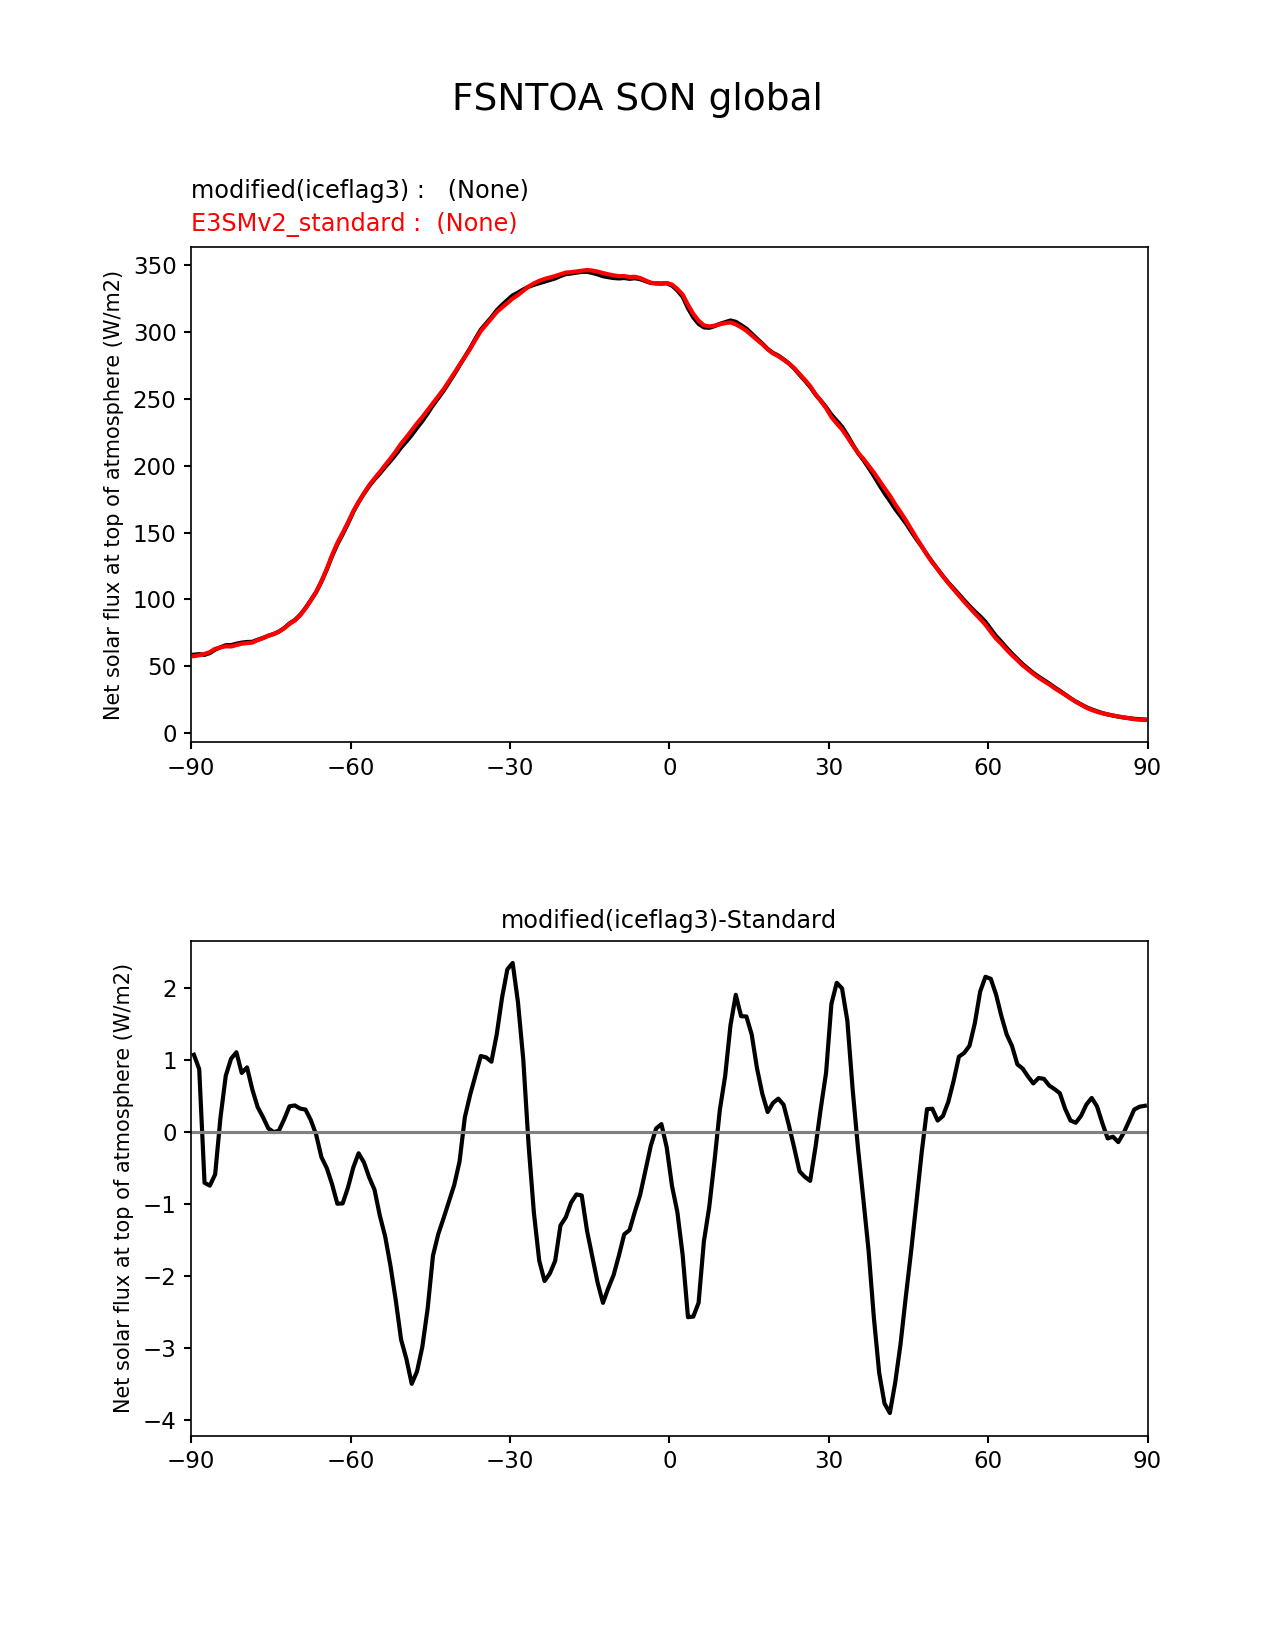 FSNTOA SON global
modified(iceflag3) :   (None)
E3SMv2_standard :  (None)
Net solar flux at top of atmosphere (W/m2)
350
300
250
200
150
100
50
0
−90 −60 −30 0 30 60 90
modified(iceflag3)-Standard
Net solar flux at top of atmosphere (W/m2)
2
1
0
−1
−2
−3
−4
−90 −60 −30 0 30 60 90